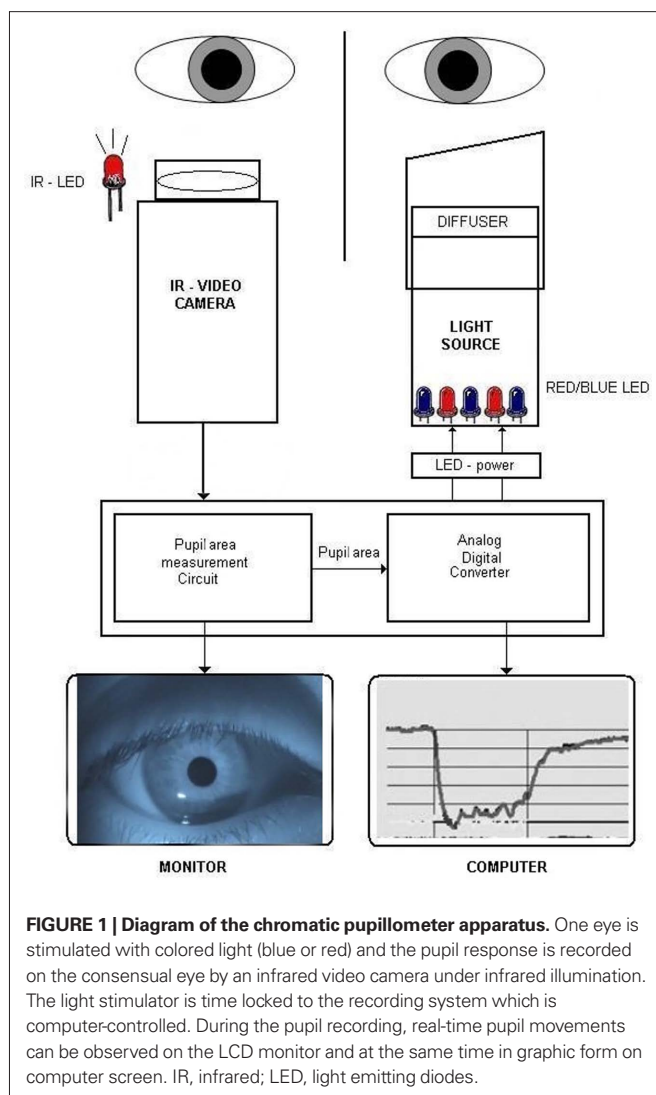 IR - LED
IR - VIDEO
CAMERA
DIFFUSER
LIGHT
SOURCE
RED/BLUE LED
LED - power
Pupil area
measurement
Circuit
Pupil area
Analog
Digital
Converter
MONITOR
COMPUTER
FIGURE 1 | Diagram of the chromatic pupillometer apparatus. One eye is
stimulated with colored light (blue or red) and the pupil response is recorded
on the consensual eye by an infrared video camera under infrared illumination.
The light stimulator is time locked to the recording system which is
computer-controlled. During the pupil recording, real-time pupil movements
can be observed on the LCD monitor and at the same time in graphic form on
computer screen. IR, infrared; LED, light emitting diodes.